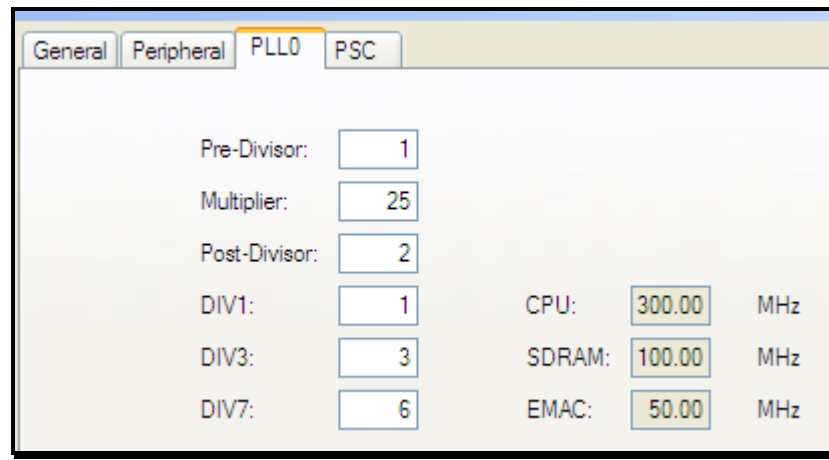 General Peripheral PLL0 PSC
Pre-Divisor: 1
Multiplier: 25
Post-Divisor: 2
DIV1: 1 CPU: 300.00 MHz
DIV3: 3 SDRAM: 100.00 MHz
DIV7: 6 EMAC: 50.00 MHz